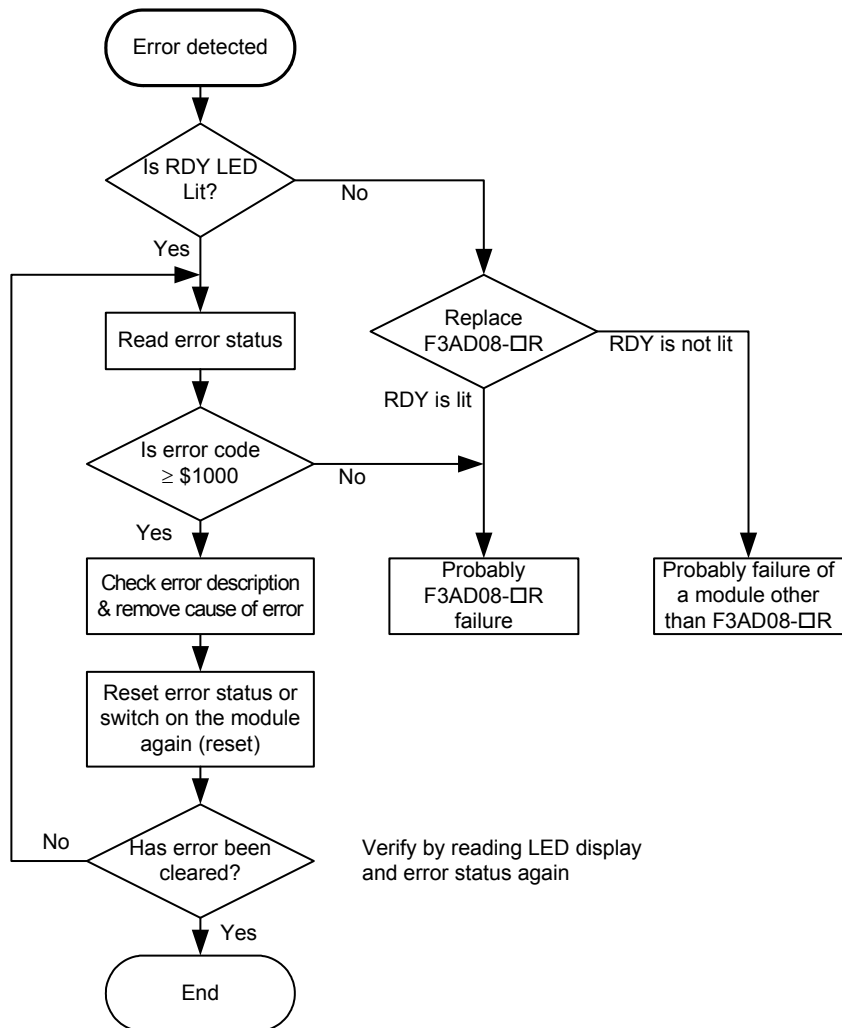 Error detected
Is RDY LED
Lit?
No
Yes
Read error status
Replace
F3AD08-□R
RDY is not lit
RDY is lit
Is error code
≥ $1000
No
Yes
Check error description
& remove cause of error
Probably
F3AD08-□R
failure
Probably failure of
a module other
than F3AD08-□R
Reset error status or
switch on the module
again (reset)
No
Has error been
cleared?
Verify by reading LED display
and error status again
Yes
End